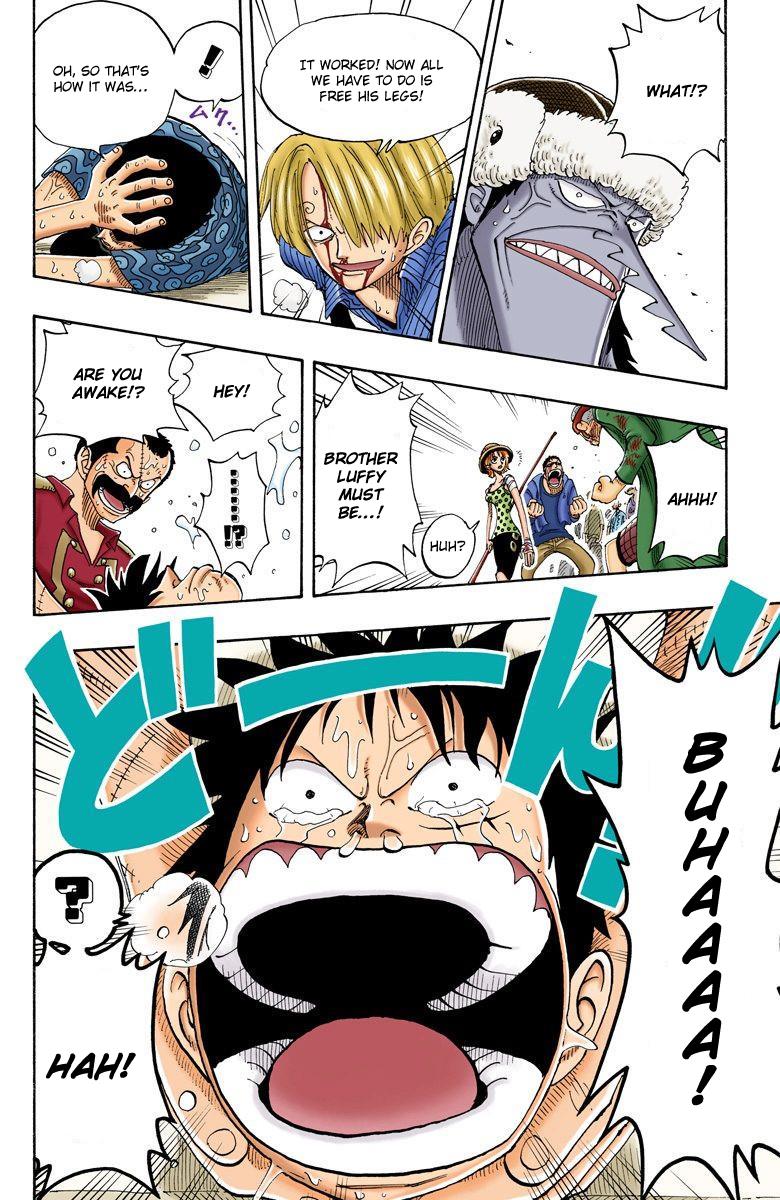 WHAT!?
IT WORKED! NOW ALL
WE HAVE TO DO IS
FREE HIS LEGS!
!
ムク…
OH, SO THAT'S
HOW IT WAS...
AHHH!
BROTHER
LUFFY
MUST
BE...!
HUH?
HEY!
ARE YOU
AWAKE!?
......!?
BUHAAAA!
どーん
?
HAH!